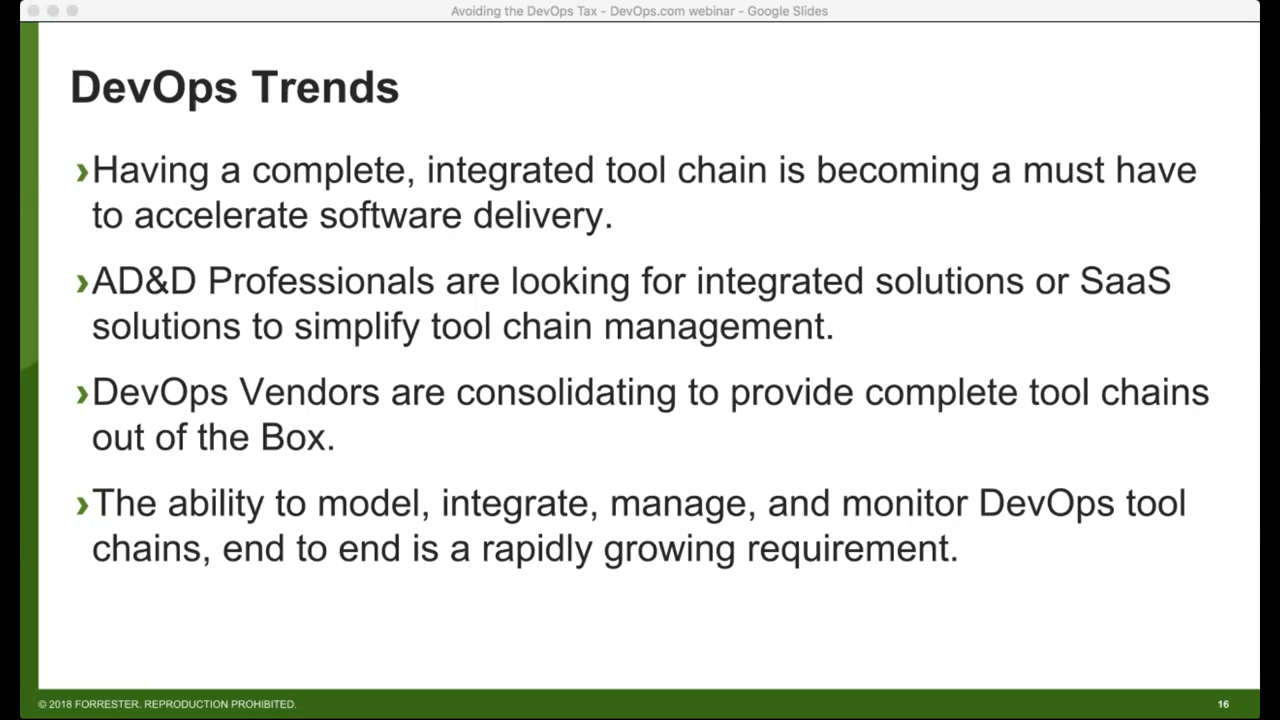 Avoiding the DevOps Tax - DevOps.com webinar - Google Slides
DevOps Trends
›Having a complete, integrated tool chain is becoming a must have
to accelerate software delivery.
›AD&D Professionals are looking for integrated solutions or SaaS
solutions to simplify tool chain management.
›DevOps Vendors are consolidating to provide complete tool chains
out of the Box.
›The ability to model, integrate, manage, and monitor DevOps tool
chains, end to end is a rapidly growing requirement.
© 2018 FORRESTER. REPRODUCTION PROHIBITED.
16